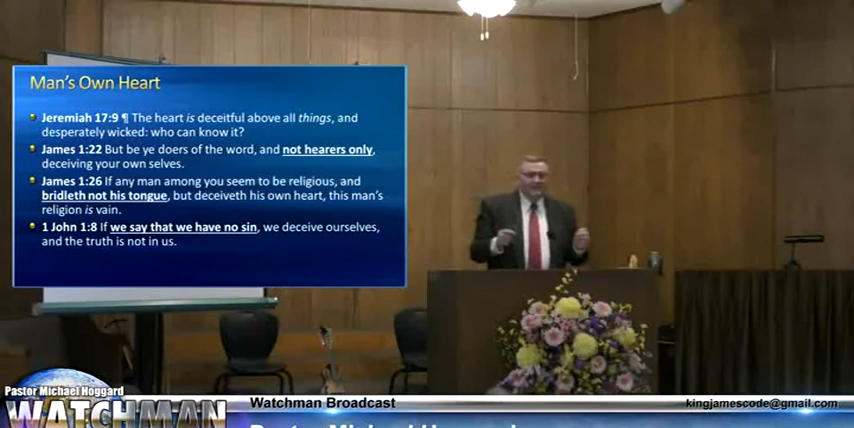 Man's Own Heart
Jeremiah 17:9 ¶ The heart is deceitful above all things, and
desperately wicked: who can know it?
James 1:22 But be ye doers of the word, and not hearers only,
deceiving your own selves.
James 1:26 If any man among you seem to be religious, and
bridleth not his tongue, but deceiveth his own heart, this man's
religion is vain.
1 John 1:8 If we say that we have no sin, we deceive ourselves,
and the truth is not in us.
Pastor Michael Hoggard
WATCHMAN
Watchman Broadcast
kingjamescode@gmail.com
Pastor Michael Hoggard